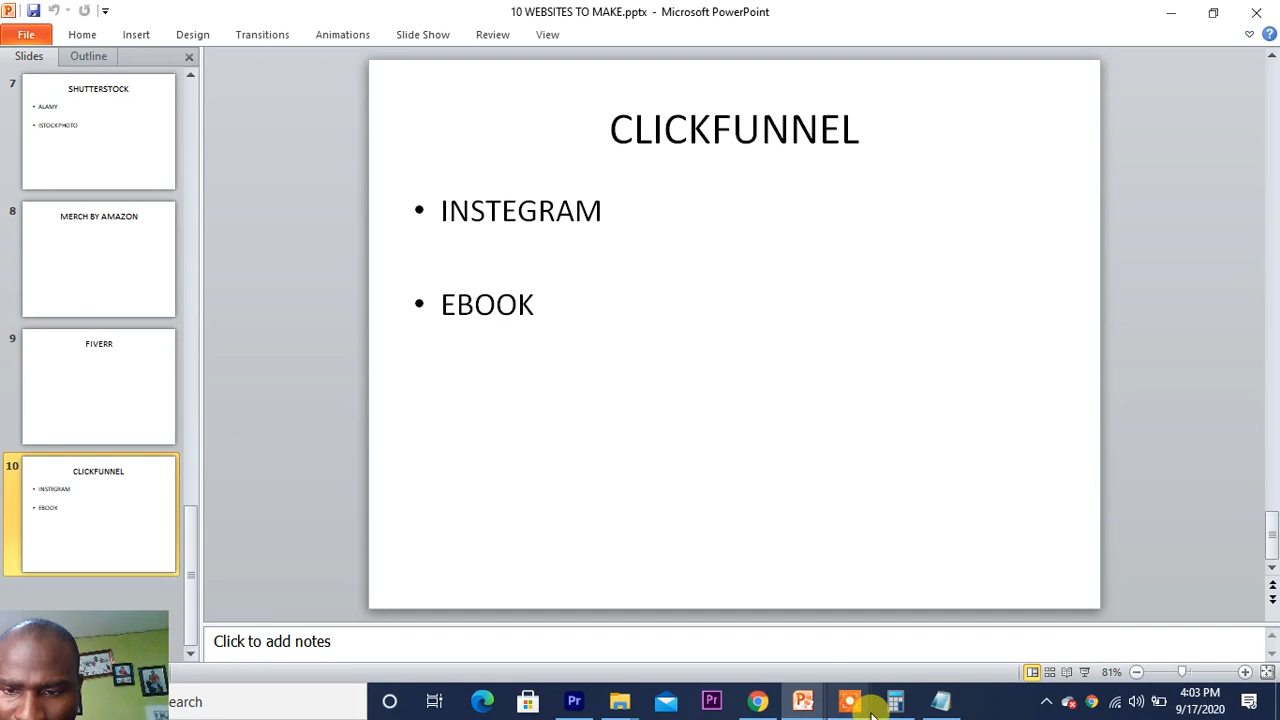 10 WEBSITES TO MAKE.pptx - Microsoft PowerPoint
File Home Insert Design Transitions Animations Slide Show Review View
Slides Outline
7
SHUTTERSTOCK
• ALAMY
• ISTOCKPHOTO
8
MERCH BY AMAZON
9
FIVERR
10
CLICKFUNNEL
• INSTEGRAM
• EBOOK
CLICKFUNNEL
• INSTEGRAM
• EBOOK
Click to add notes
81%
earch
4:03 PM
9/17/2020